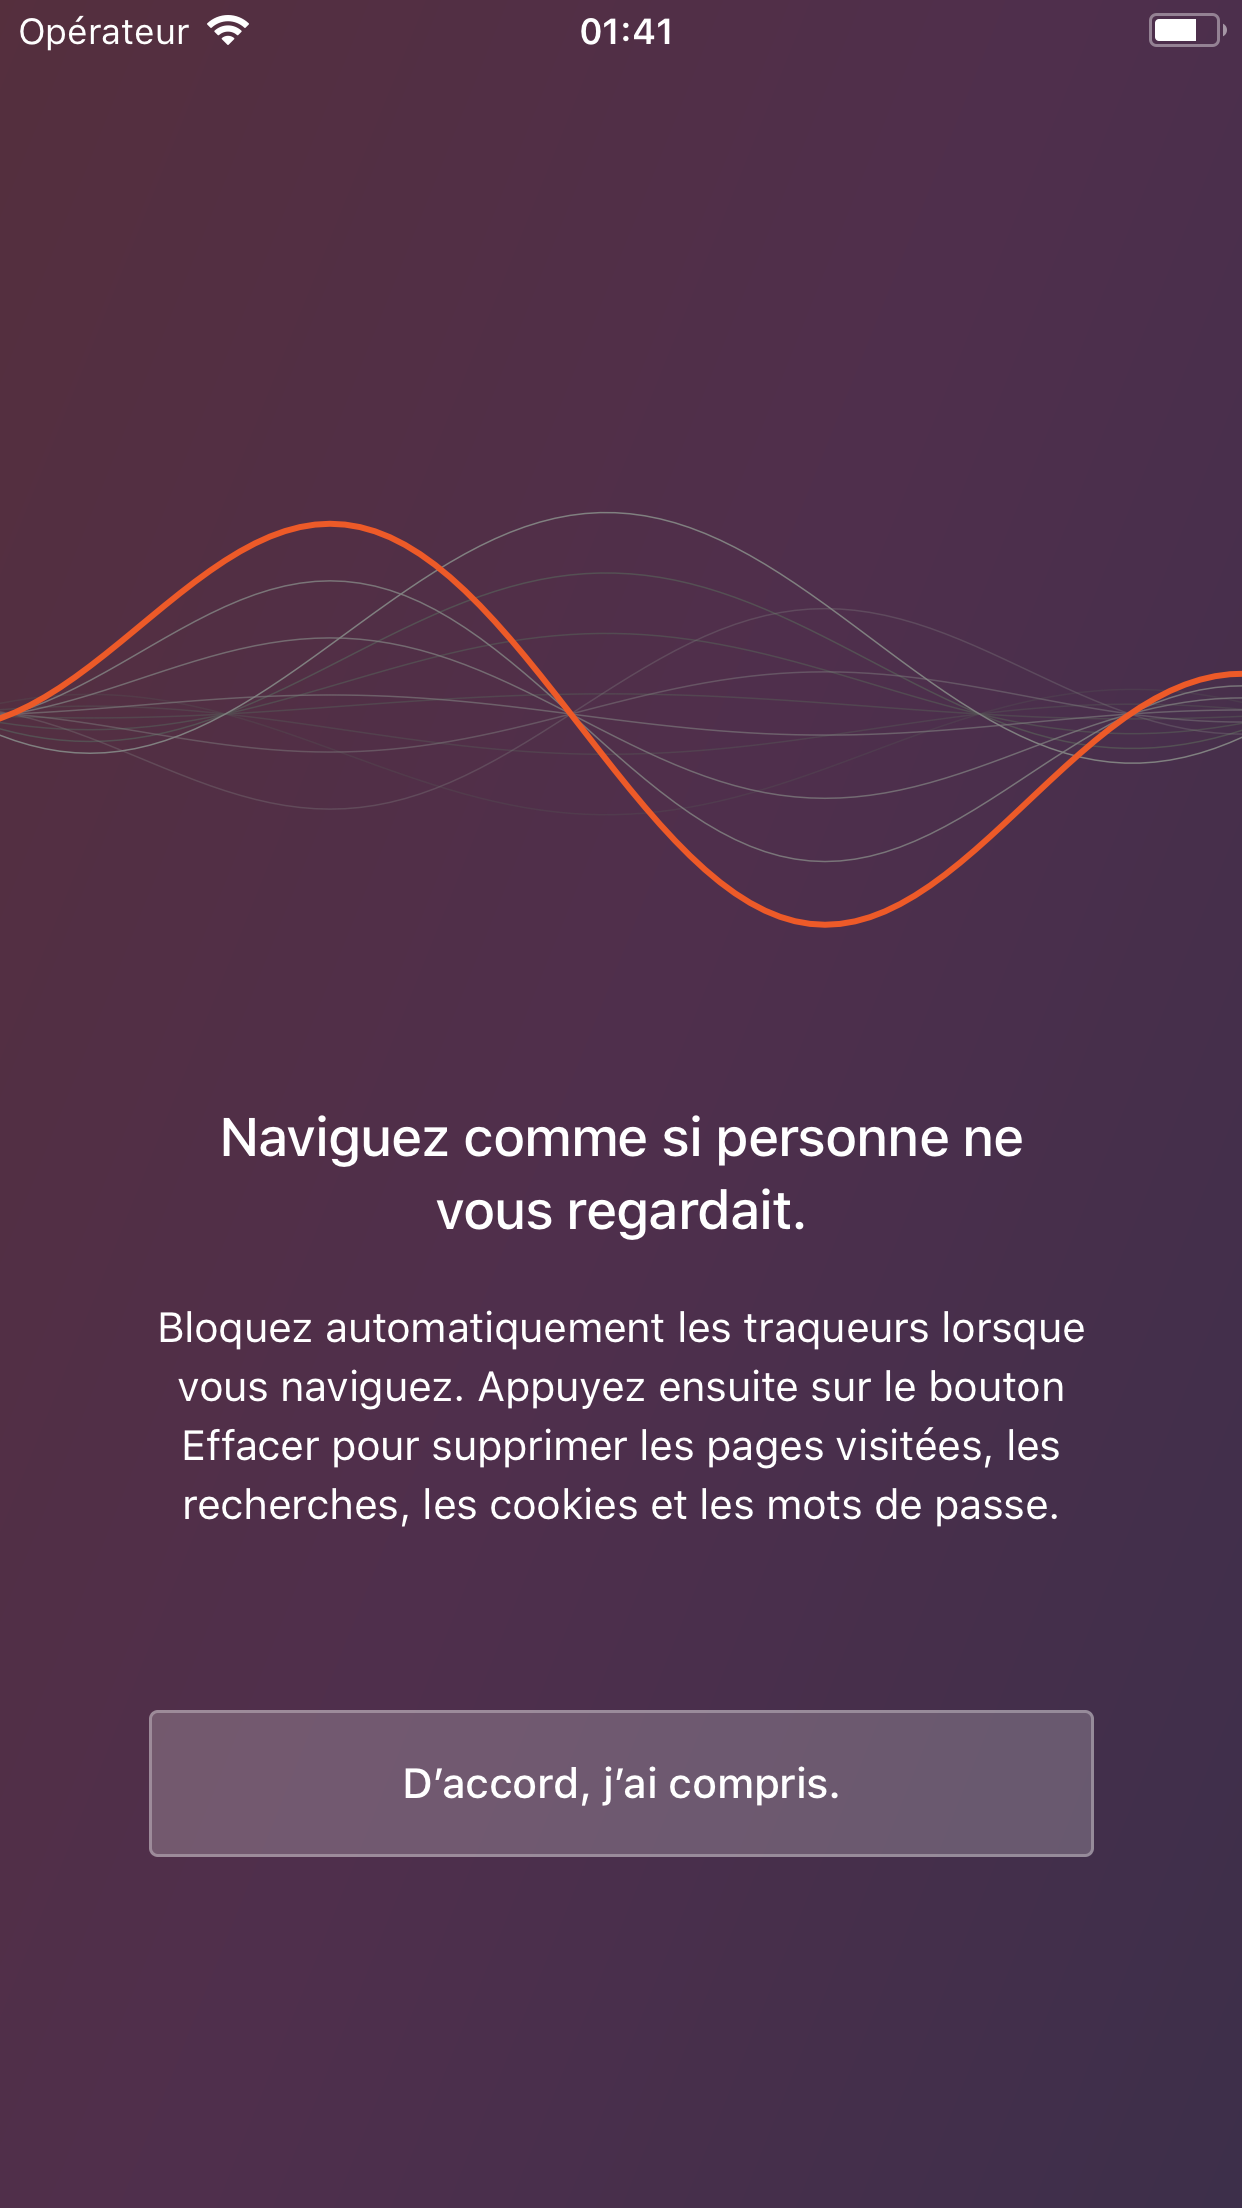 Opérateur 01:41
Naviguez comme si personne ne
vous regardait.
Bloquez automatiquement les traqueurs lorsque
vous naviguez. Appuyez ensuite sur le bouton
Effacer pour supprimer les pages visitées, les
recherches, les cookies et les mots de passe.
D’accord, j’ai compris.